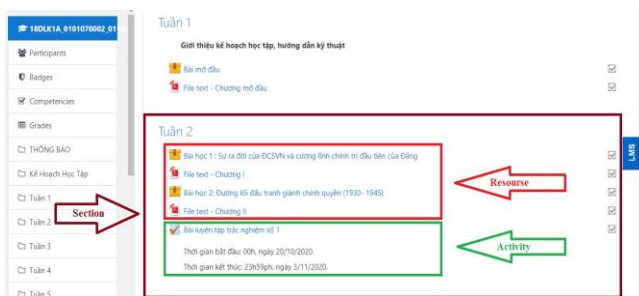 18DLK1A_0101070002_01
Participants
Badges
Competencies
Grades
THÔNG BÁO
Kế Hoạch Học Tập
Tuần 1
Tuần 2
Tuần 3
Tuần 4
Tuần 5
Tuần 1
Giới thiệu kế hoạch học tập, hướng dẫn kỹ thuật
Bài mở đầu
File text - Chương mở đầu
Tuần 2
Bài học 1 : Sự ra đời của ĐCSVN và cương lĩnh chính trị đầu tiên của Đảng
File text - Chương I
Bài học 2: Đường lối đấu tranh giành chính quyền (1930- 1945)
File text - Chương II
Bài luyện tập trắc nghiệm số 1
Thời gian bắt đầu: 00h, ngày 20/10/2020.
Thời gian kết thúc: 23h59ph, ngày 3/11/2020.
Section
Resourse
Activity
LMS